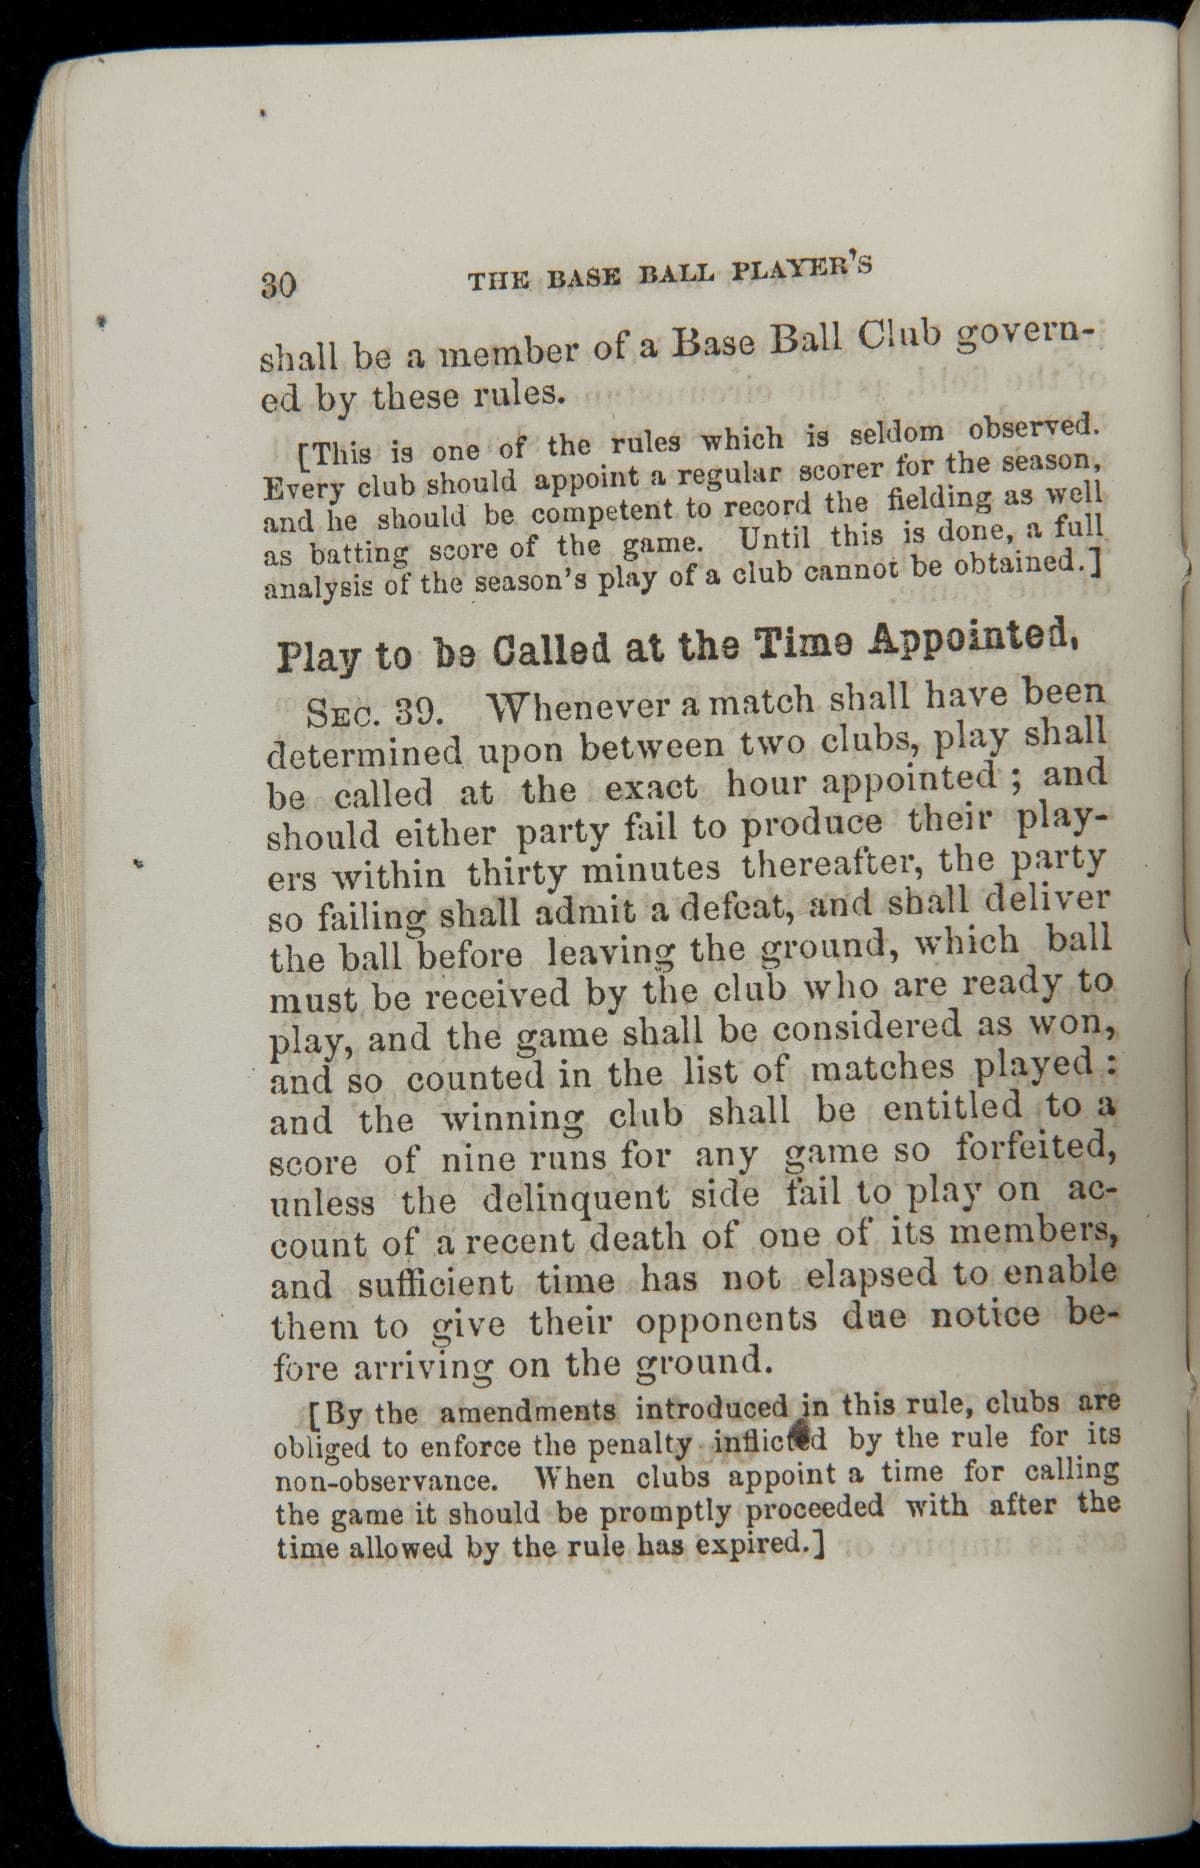 30 THE BASE BALL PLAYER'S
shall be a member of a Base Ball Club govern-
ed by these rules.
[This is one of the rules which is seldom observed.
Every club should appoint a regular scorer for the season,
and he should be competent to record the fielding as well
as batting score of the game. Until this is done, a full
analysis of the season's play of a club cannot be obtained.]
Play to be Called at the Time Appointed,
SEC. 39. Whenever a match shall have been
determined upon between two clubs, play shall
be called at the exact hour appointed ; and
should either party fail to produce their play-
ers within thirty minutes thereafter, the party
so failing shall admit a defeat, and shall deliver
the ball before leaving the ground, which ball
must be received by the club who are ready to
play, and the game shall be considered as won,
and so counted in the list of matches played :
and the winning club shall be entitled to a
score of nine runs for any game so forfeited,
unless the delinquent side fail to play on ac-
count of a recent death of one of its members,
and sufficient time has not elapsed to enable
them to give their opponents due notice be-
fore arriving on the ground.
[By the amendments introduced in this rule, clubs are
obliged to enforce the penalty inflicted by the rule for its
non-observance. When clubs appoint a time for calling
the game it should be promptly proceeded with after the
time allowed by the rule has expired.]